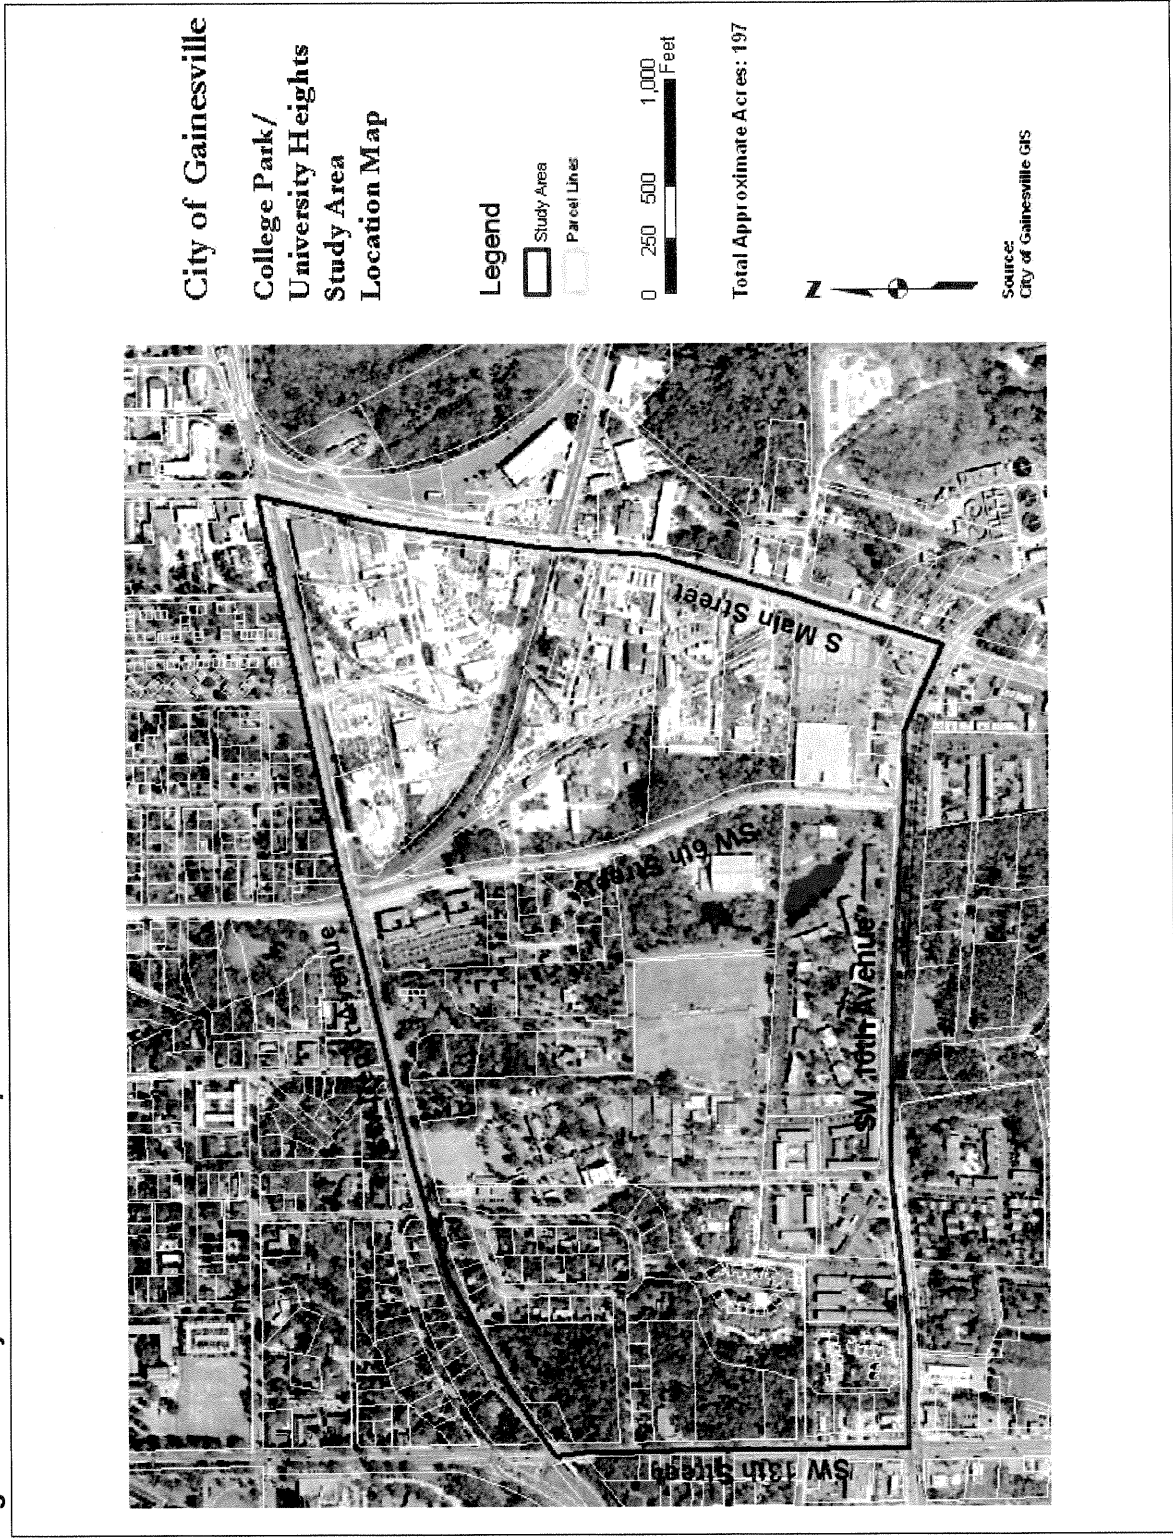 City of Gainesville
College Park/
University Heights
Study Area
Location Map
Legend
Study Area
Parcel Lines
0 250 500 1,000
Feet
Total Approximate Acres: 197
N
Source:
City of Gainesville GIS
Avenue
S Main Street
SW 6th Street
SW 10th Avenue
SW 13th Street